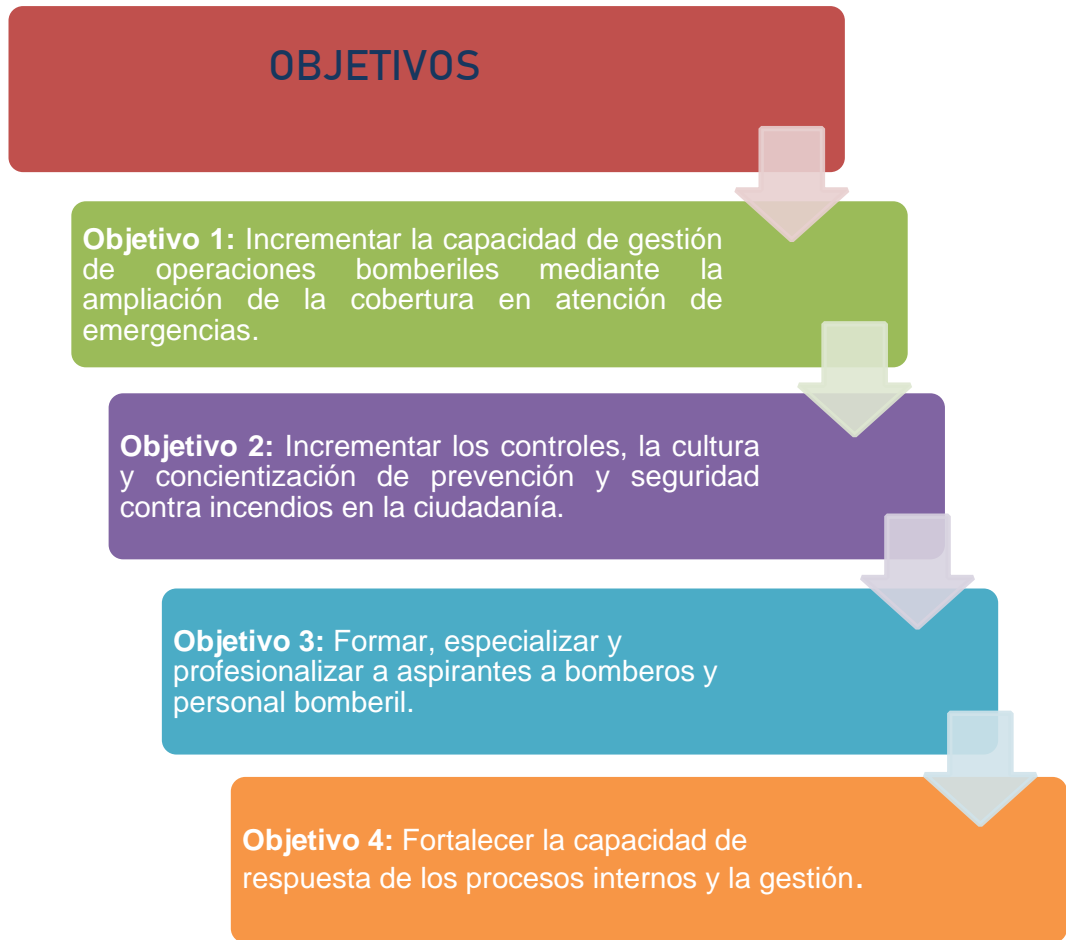 OBJETIVOS
Objetivo 1: Incrementar la capacidad de gestión
de operaciones bomberiles mediante la
ampliación de la cobertura en atención de
emergencias.
Objetivo 2: Incrementar los controles, la cultura
y concientización de prevención y seguridad
contra incendios en la ciudadanía.
Objetivo 3: Formar, especializar y
profesionalizar a aspirantes a bomberos y
personal bomberil.
Objetivo 4: Fortalecer la capacidad de
respuesta de los procesos internos y la gestión.